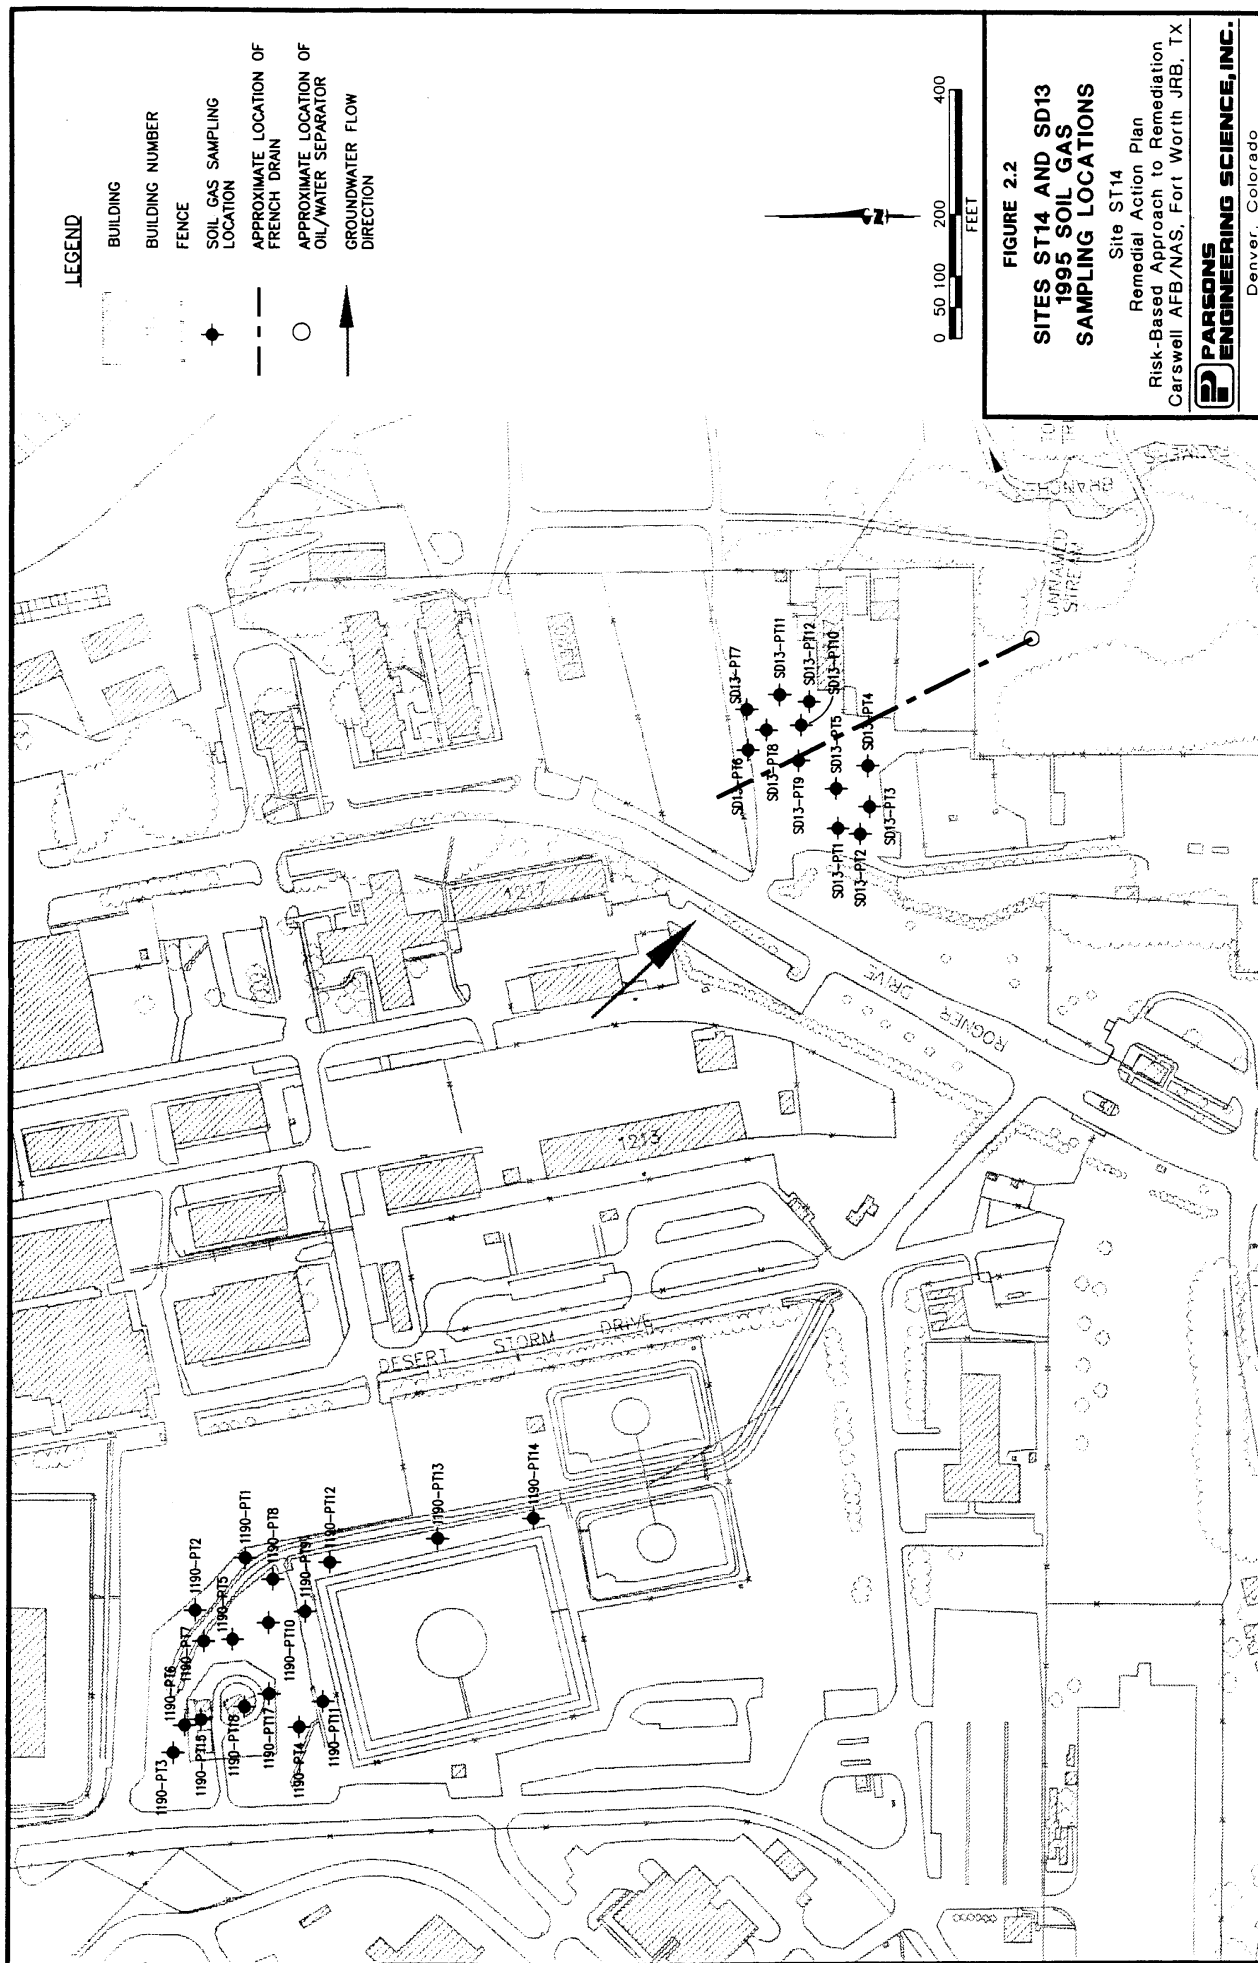 LEGEND
BUILDING
BUILDING NUMBER
FENCE
SOIL GAS SAMPLING
LOCATION
APPROXIMATE LOCATION OF
FRENCH DRAIN
APPROXIMATE LOCATION OF
OIL/WATER SEPARATOR
GROUNDWATER FLOW
DIRECTION
0 50 100 200 400
FEET
FIGURE 2.2
SITES ST14 AND SD13
1995 SOIL GAS
SAMPLING LOCATIONS
Site ST14
Remedial Action Plan
Risk-Based Approach to Remediation
Carswell AFB/NAS, Fort Worth JRB, TX
PARSONS
ENGINEERING SCIENCE, INC.
Denver, Colorado
1190-PT3
1190-PT6
1190-PT7
1190-PT2
1190-PT15
1190-PT5
1190-PT1
1190-PT18
1190-PT8
1190-PT17
1190-PT10
1190-PT9
1190-PT4
1190-PT11
1190-PT12
1190-PT13
1190-PT14
DESERT STORM DRIVE
1213
1217
ROGNER DRIVE
SD13-PT6
SD13-PT7
SD13-PT8
SD13-PT11
SD13-PT9
SD13-PT12
SD13-PT10
SD13-PT1
SD13-PT5
SD13-PT2
SD13-PT4
SD13-PT3
UNNAMED
STREAM
BRANCH
FARMERS